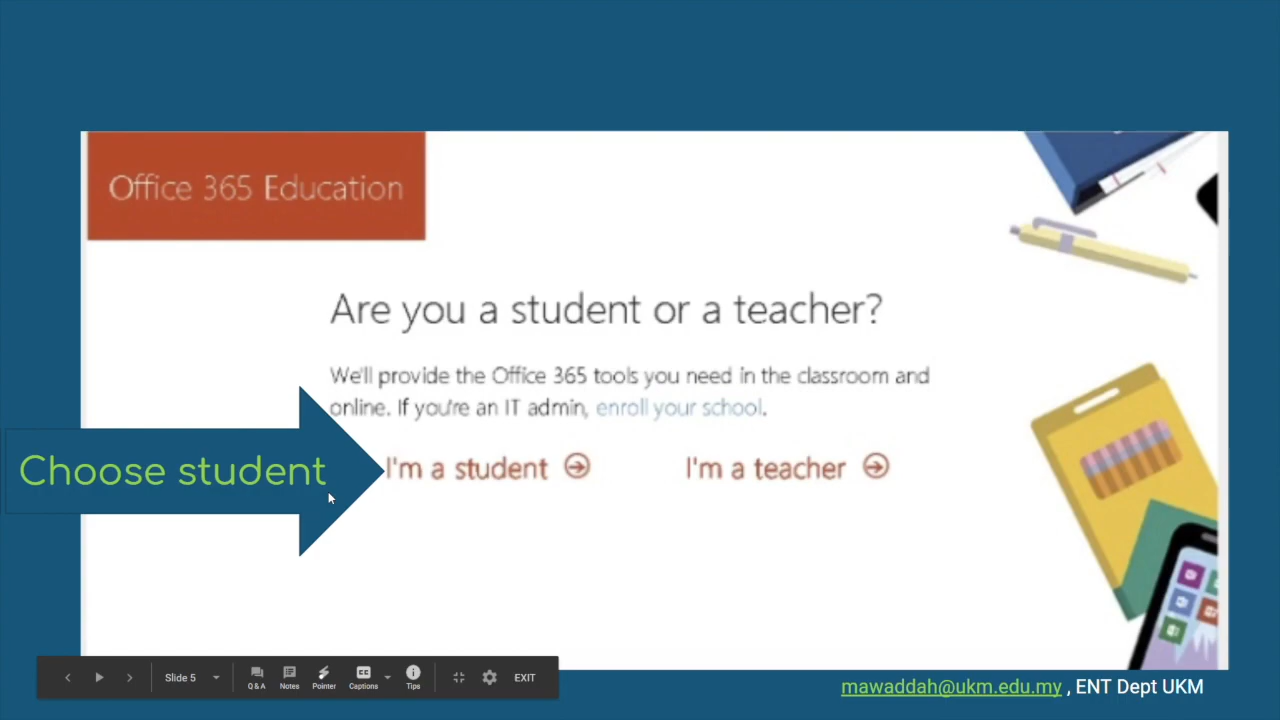 Office 365 Education
Are you a student or a teacher?
We'll provide the Office 365 tools you need in the classroom and
online. If you're an IT admin, enroll your school.
Choose student
I'm a student
I'm a teacher
Slide 5
Q & A
Notes
Pointer
CC
Captions
Tips
EXIT
mawaddah@ukm.edu.my , ENT Dept UKM